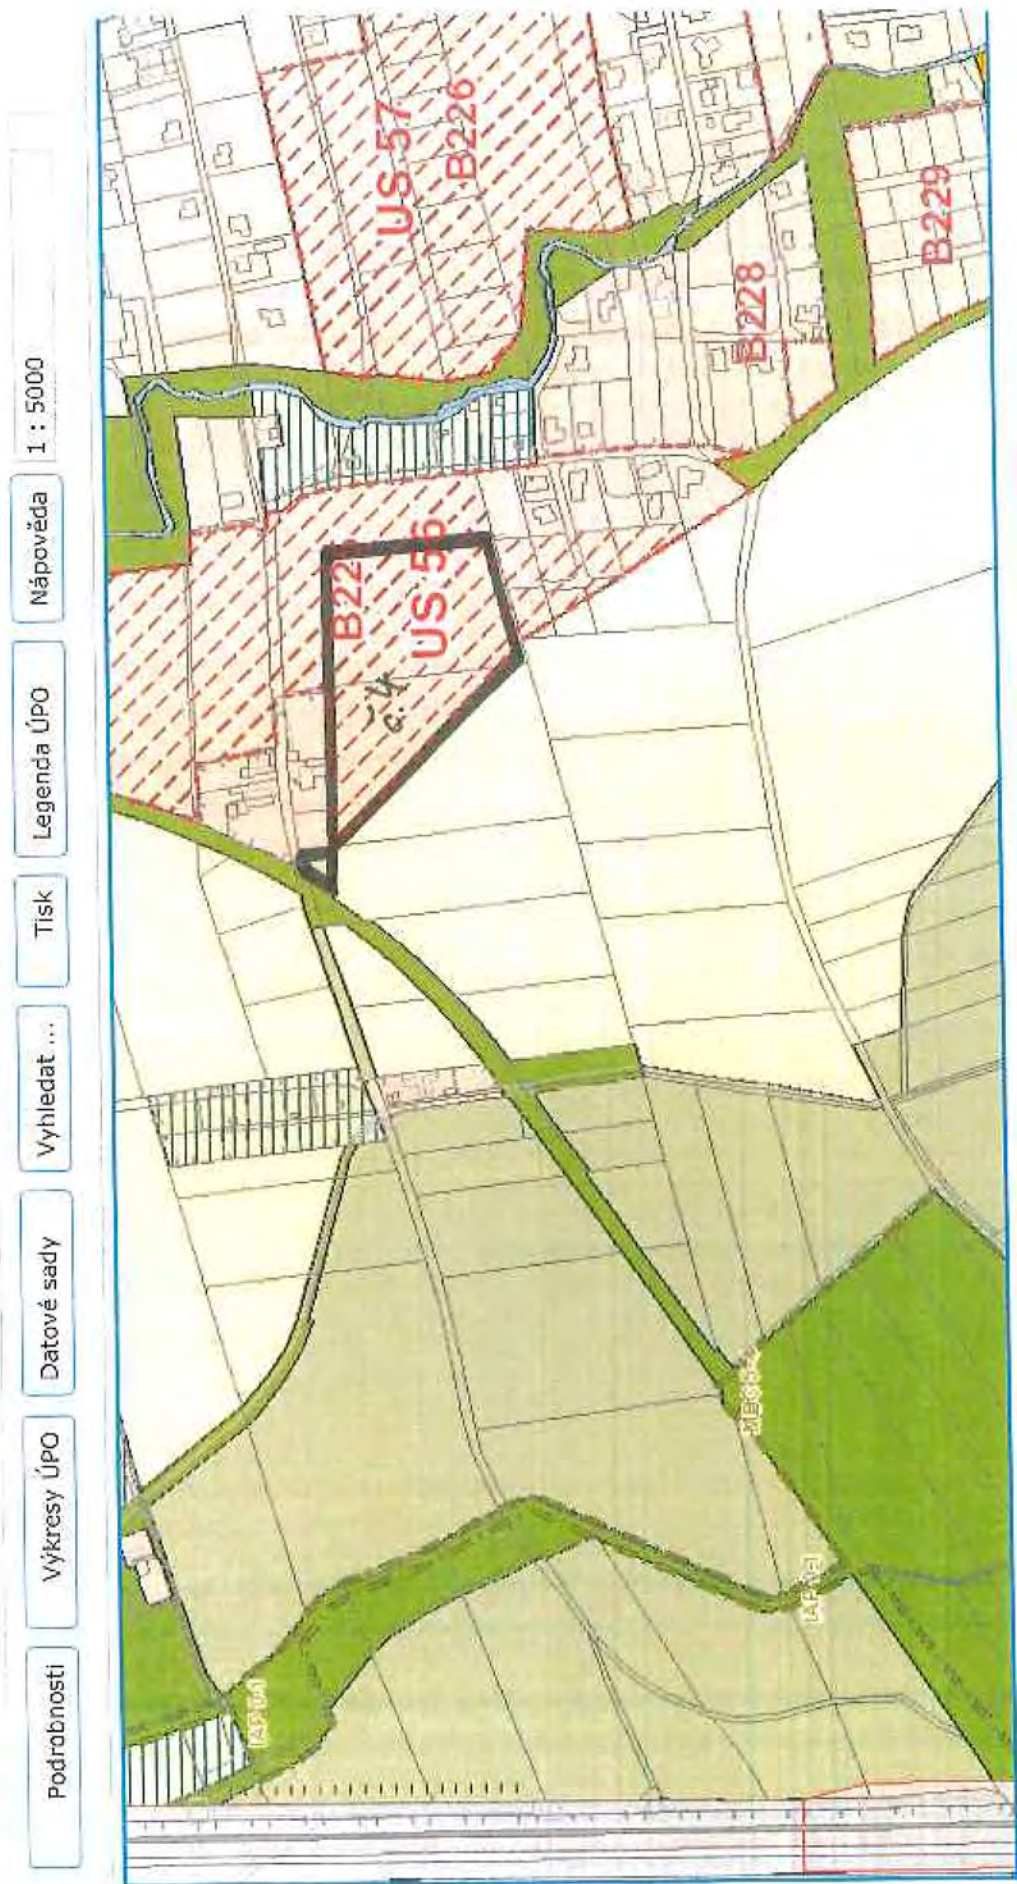 Podrobnosti
Výkresy ÚPO
Datové sady
Vyhledat ...
Tisk
Legenda ÚPO
Nápověda
1 : 5000
US 57
B226
B22
US 56
č. 4
B228
B229